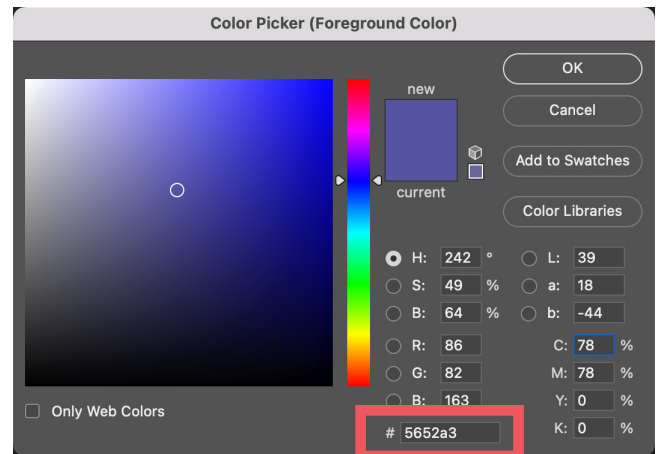 Color Picker (Foreground Color)
new
current
OK
Cancel
Add to Swatches
Color Libraries
H: 242 °
S: 49 %
B: 64 %
R: 86
G: 82
B: 163
# 5652a3
L: 39
a: 18
b: -44
C: 78 %
M: 78 %
Y: 0 %
K: 0 %
Only Web Colors